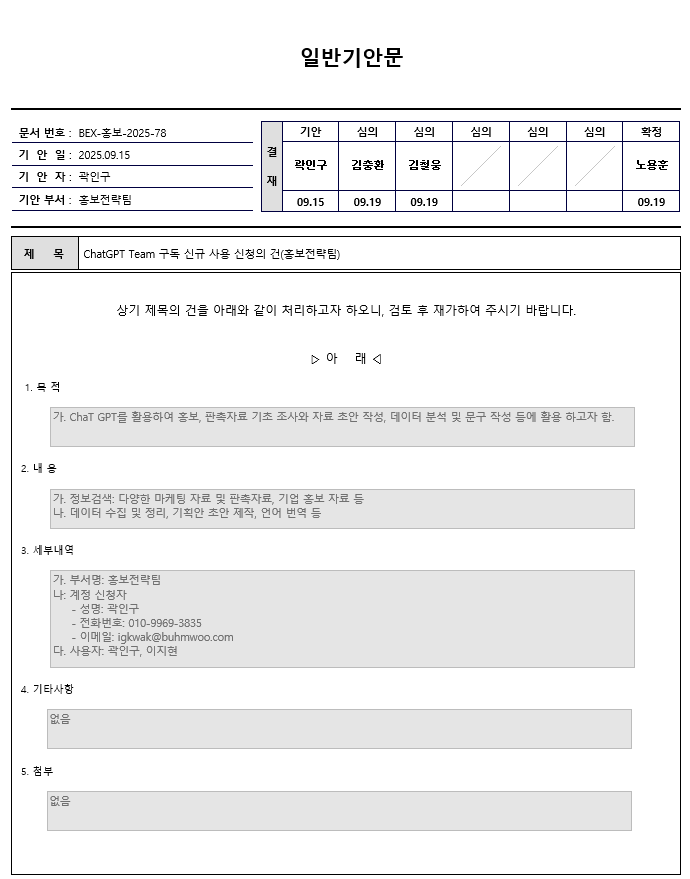 일반기안문
문서 번호 : BEX-홍보-2025-78
기 안 일 : 2025.09.15
기 안 자 : 곽인구
기안 부서 : 홍보전략팀
결 재
기안 심의 심의 심의 심의 심의 확정
곽인구 김충환 김철웅 노용훈
09.15 09.19 09.19 09.19
제 목 ChatGPT Team 구독 신규 사용 신청의 건(홍보전략팀)
상기 제목의 건을 아래와 같이 처리하고자 하오니, 검토 후 재가하여 주시기 바랍니다.
▷ 아 래 ◁
1. 목 적
가. ChaT GPT를 활용하여 홍보, 판촉자료 기초 조사와 자료 초안 작성, 데이터 분석 및 문구 작성 등에 활용 하고자 함.
2. 내 용
가. 정보검색: 다양한 마케팅 자료 및 판촉자료, 기업 홍보 자료 등
나. 데이터 수집 및 정리, 기획안 초안 제작, 언어 번역 등
3. 세부내역
가. 부서명: 홍보전략팀
나: 계정 신청자
- 성명: 곽인구
- 전화번호: 010-9969-3835
- 이메일: igkwak@buhmwoo.com
다. 사용자: 곽인구, 이지현
4. 기타사항
없음
5. 첨부
없음